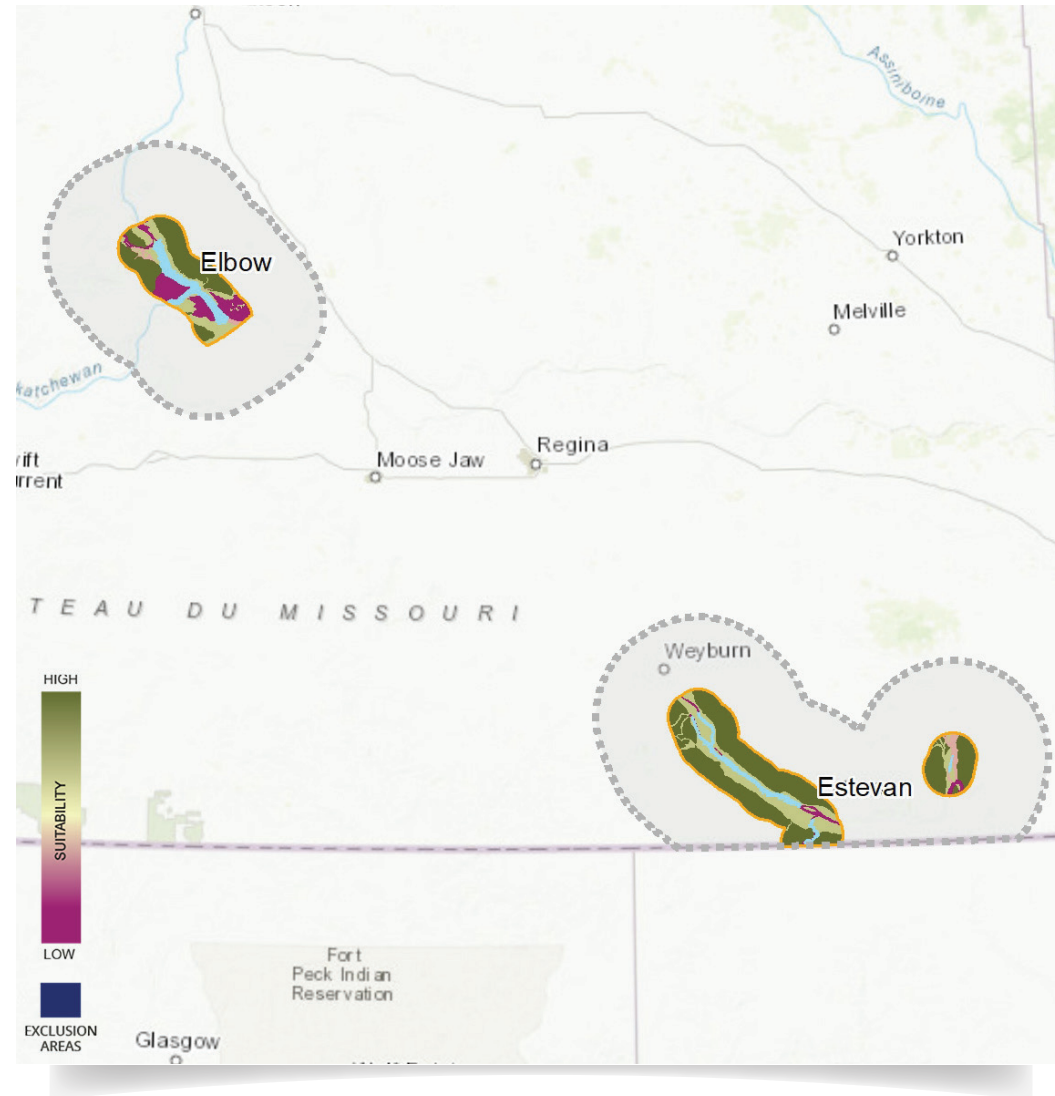 Assiniboine
Yorkton
Elbow
Melville
katchewan
Regina
Moose Jaw
ift
rrent
TEAU DU MISSOURI
Weyburn
HIGH
SUITABILITY
LOW
Estevan
EXCLUSION
AREAS
Fort
Peck Indian
Reservation
Glasgow